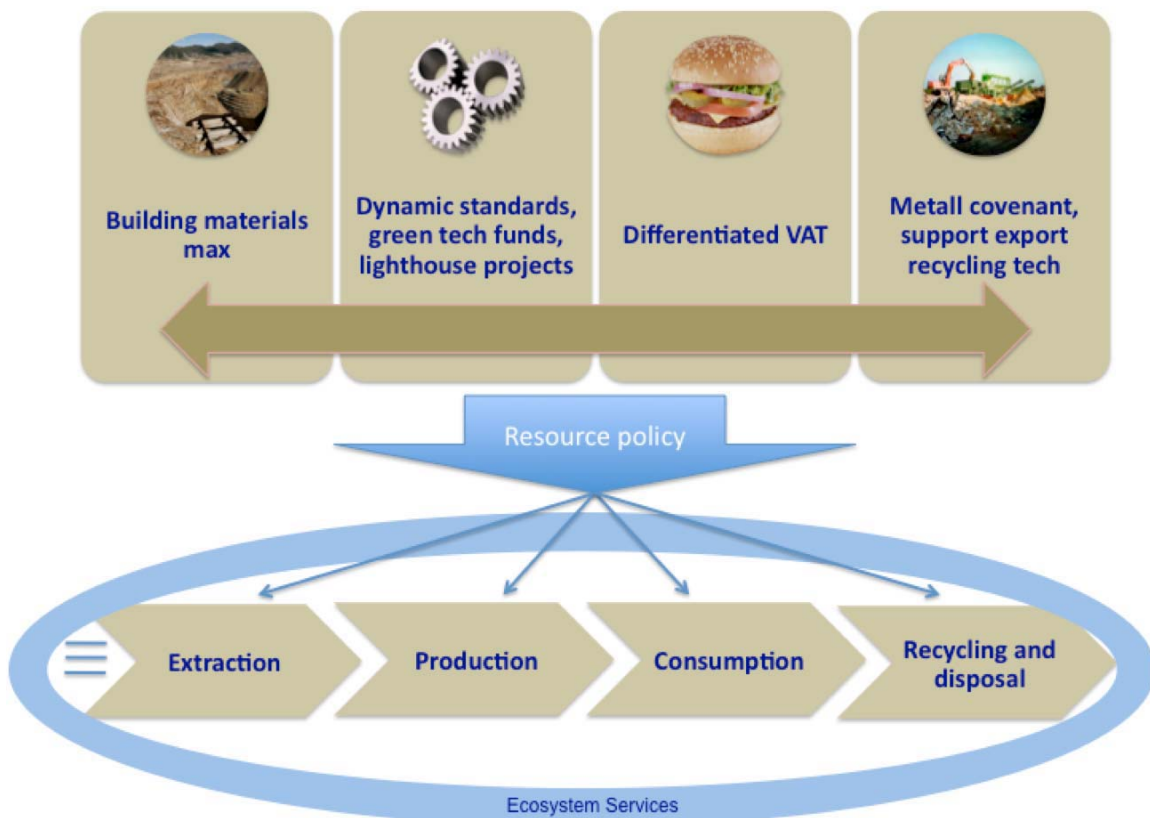 Building materials
max
Dynamic standards,
green tech funds,
lighthouse projects
Differentiated VAT
Metall covenant,
support export
recycling tech
Resource policy
Extraction
Production
Consumption
Recycling and
disposal
Ecosystem Services